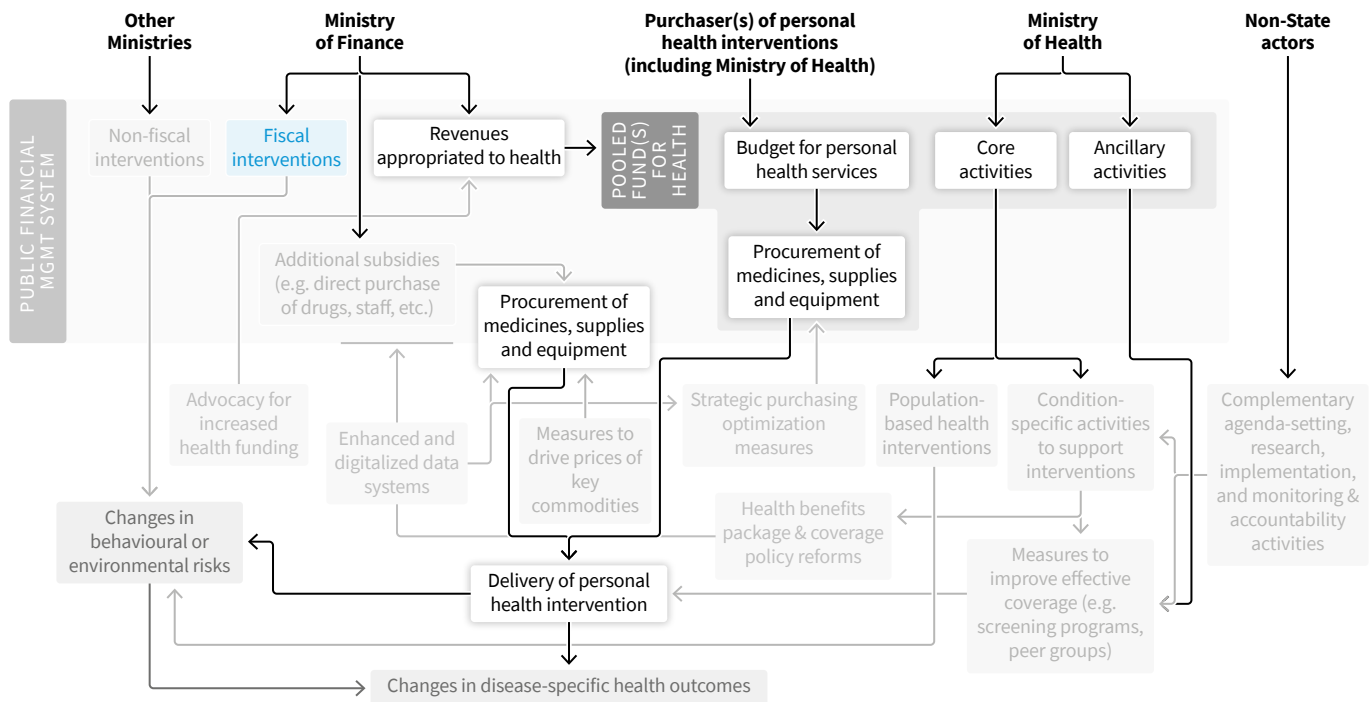 Other
Ministries
Ministry
of Finance
Purchaser(s) of personal
health interventions
(including Ministry of Health)
Ministry
of Health
Non-State
actors
PUBLIC FINANCIAL
MGMT SYSTEM
Non-fiscal
interventions
Fiscal
interventions
Revenues
appropriated to health
POOLED
FUND(S)
FOR
HEALTH
Budget for personal
health services
Core
activities
Ancillary
activities
Additional subsidies
(e.g. direct purchase
of drugs, staff, etc.)
Procurement of
medicines, supplies
and equipment
Procurement of
medicines, supplies
and equipment
Advocacy for
increased
health funding
Enhanced and
digitalized data
systems
Measures to
drive prices of
key
commodities
Strategic purchasing
optimization
measures
Population-
based health
interventions
Condition-
specific activities
to support
interventions
Complementary
agenda-setting,
research,
implementation,
and monitoring &
accountability
activities
Changes in
behavioural or
environmental risks
Health benefits
package & coverage
policy reforms
Measures to
improve effective
coverage (e.g.
screening programs,
peer groups)
Delivery of personal
health intervention
Changes in disease-specific health outcomes